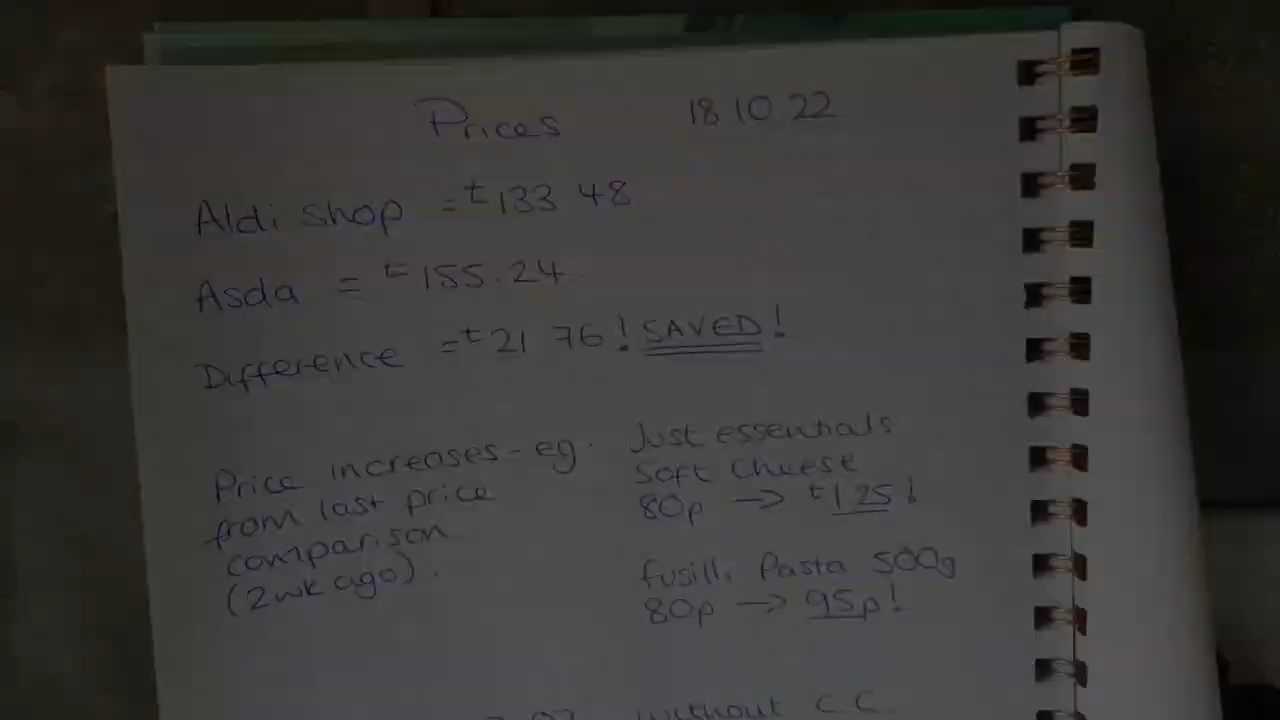 Prices 18 10 22
Aldi shop = £133 48
Asda = £155.24
Difference = £21 76! SAVED!
Price increases - eg.
from last price
comparison
(2wk ago).
Just essentials
Soft Cheese
80p → £1.25!
fusilli Pasta 500g
80p → 95p!
without C.C.